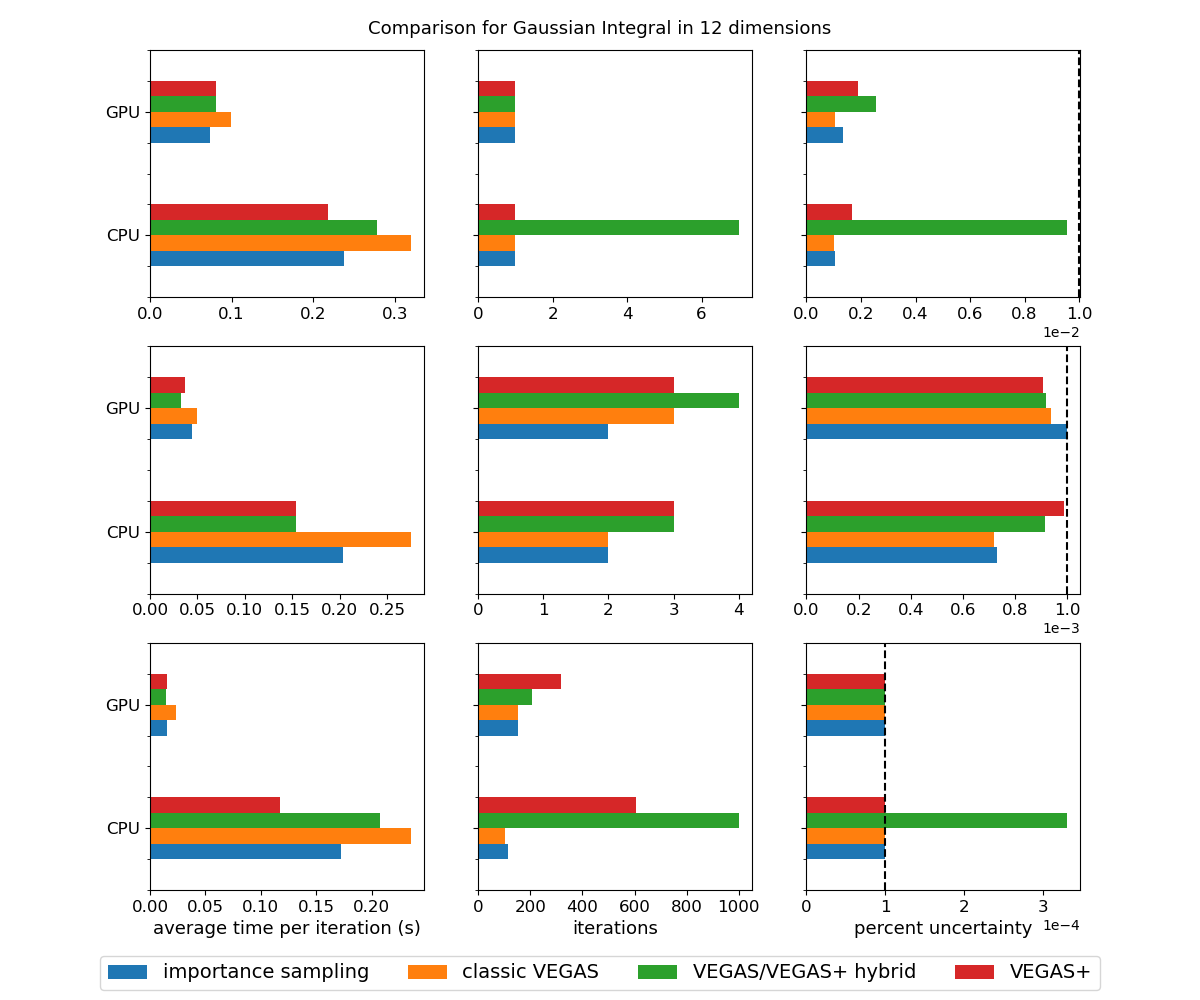 Comparison for Gaussian Integral in 12 dimensions
GPU
CPU
0.0 0.1 0.2 0.3
0 2 4 6
0.0 0.2 0.4 0.6 0.8 1.0
1e−2
GPU
CPU
0.00 0.05 0.10 0.15 0.20 0.25
0 1 2 3 4
0.0 0.2 0.4 0.6 0.8 1.0
1e−3
GPU
CPU
0.00 0.05 0.10 0.15 0.20
0 200 400 600 800 1000
0 1 2 3
1e−4
average time per iteration (s)
iterations
percent uncertainty
importance sampling classic VEGAS VEGAS/VEGAS+ hybrid VEGAS+